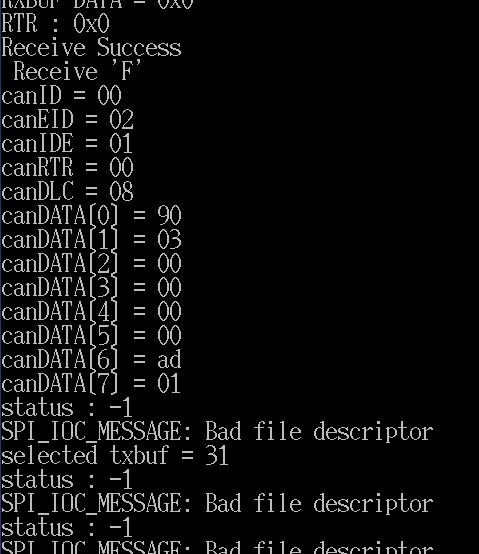 RXBUF DATA = 0x0
RTR : 0x0
Receive Success
 Receive 'F'
canID = 00
canEID = 02
canIDE = 01
canRTR = 00
canDLC = 08
canDATA[0] = 90
canDATA[1] = 03
canDATA[2] = 00
canDATA[3] = 00
canDATA[4] = 00
canDATA[5] = 00
canDATA[6] = ad
canDATA[7] = 01
status : -1
SPI_IOC_MESSAGE: Bad file descriptor
selected txbuf = 31
status : -1
SPI_IOC_MESSAGE: Bad file descriptor
status : -1
SPI_IOC_MESSAGE: Bad file descriptor